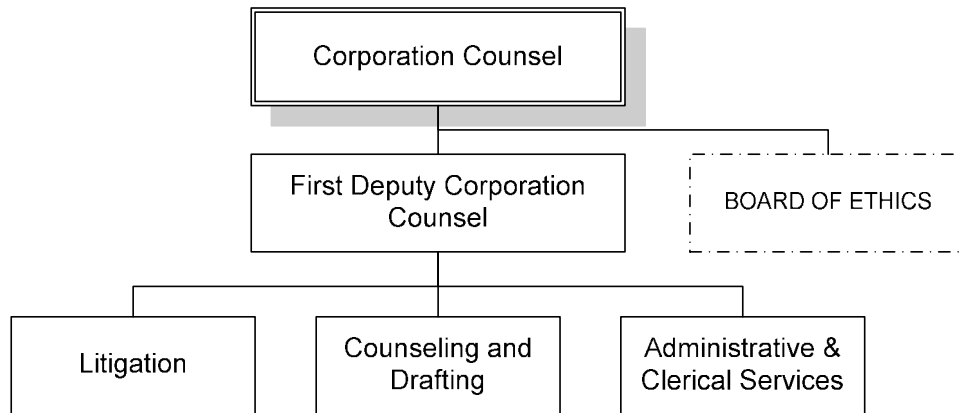 Corporation Counsel
First Deputy Corporation
Counsel
BOARD OF ETHICS
Litigation
Counseling and
Drafting
Administrative &
Clerical Services